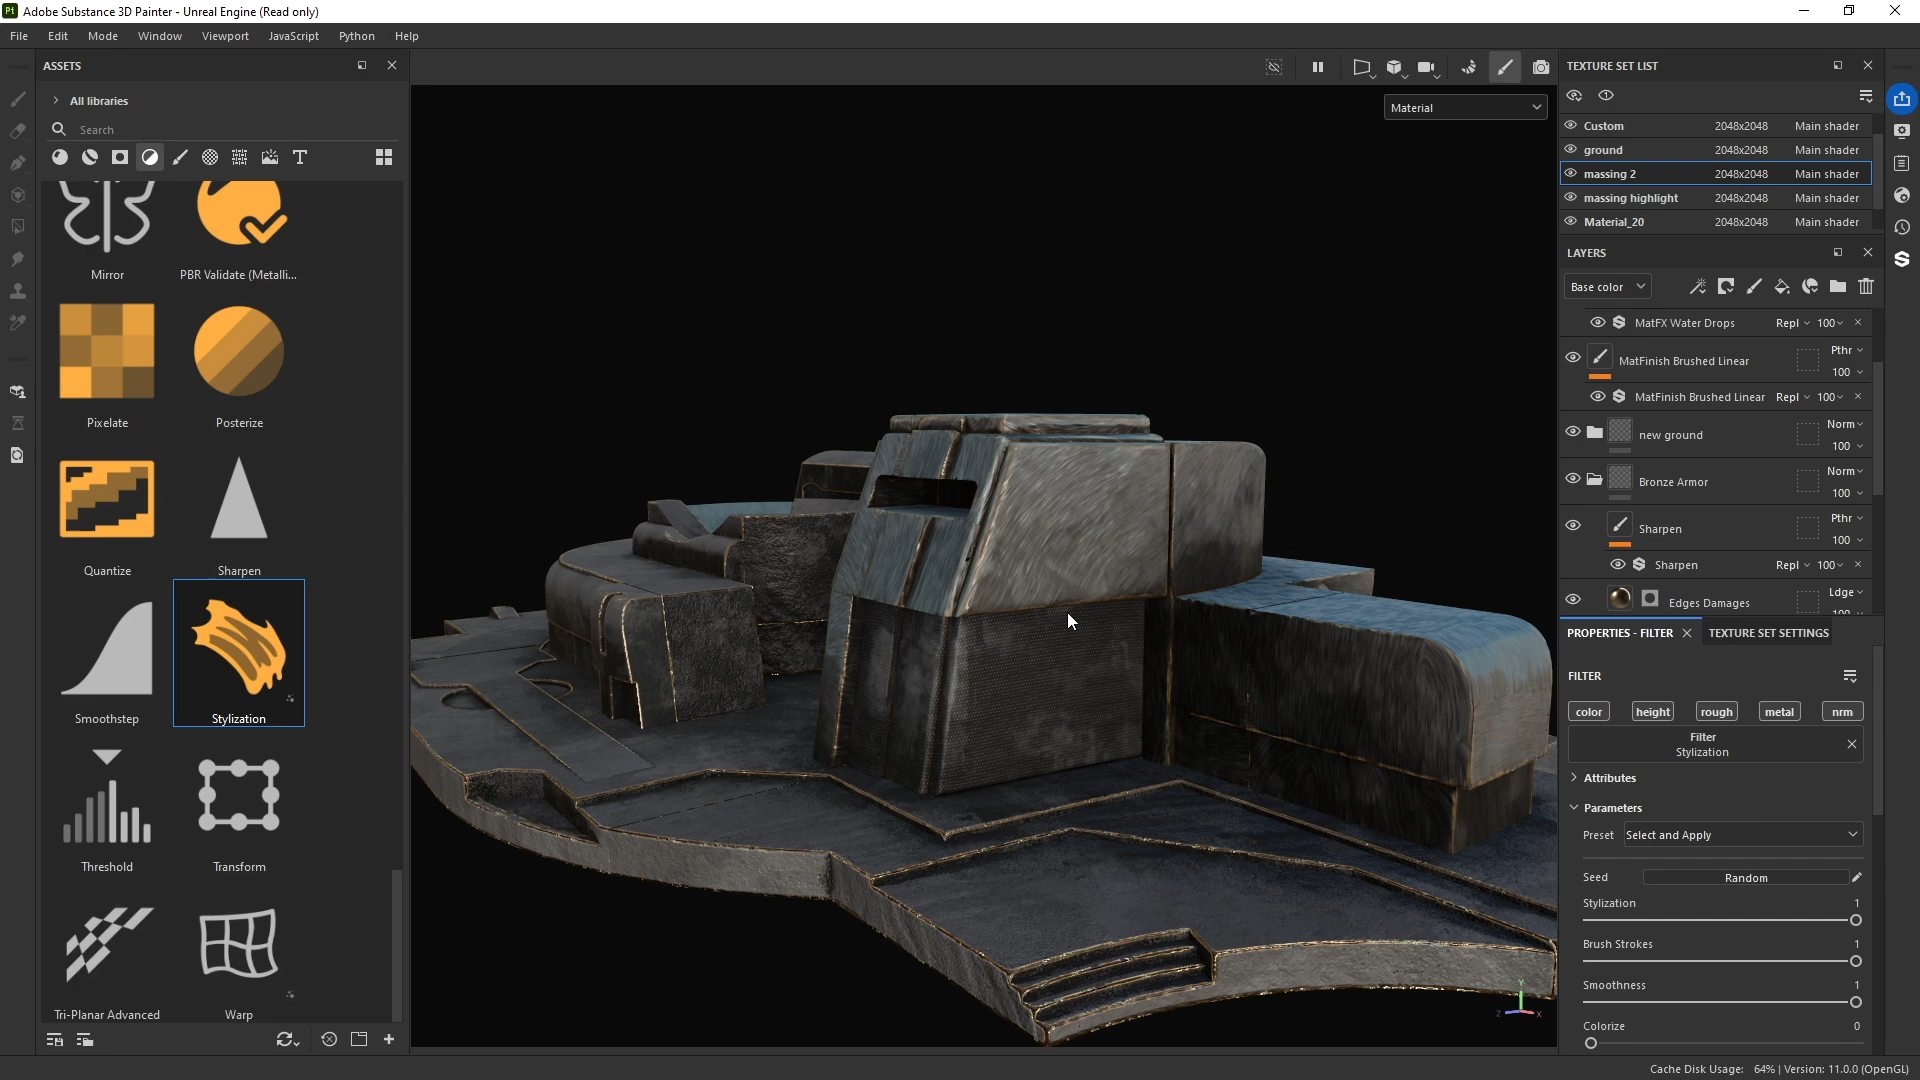 Pt Adobe Substance 3D Painter - Unreal Engine (Read only)
File Edit Mode Window Viewport JavaScript Python Help
ASSETS
All libraries
Search
Mirror
PBR Validate (Metalli...
Pixelate
Posterize
Quantize
Sharpen
Smoothstep
Stylization
Threshold
Transform
Tri-Planar Advanced
Warp
Material
Y
Z
X
TEXTURE SET LIST
Custom 2048x2048 Main shader
ground 2048x2048 Main shader
massing 2 2048x2048 Main shader
massing highlight 2048x2048 Main shader
Material_20 2048x2048 Main shader
LAYERS
Base color
MatFX Water Drops Repl 100
MatFinish Brushed Linear Pthr
100
MatFinish Brushed Linear Repl 100
Norm
new ground
100
Norm
Bronze Armor
100
Pthr
Sharpen
100
Sharpen Repl 100
Ldge
Edges Damages
100
PROPERTIES - FILTER TEXTURE SET SETTINGS
FILTER
color height rough metal nrm
Filter
Stylization
Attributes
Parameters
Preset Select and Apply
Seed Random
Stylization 1
Brush Strokes 1
Smoothness 1
Colorize 0
Cache Disk Usage: 64% | Version: 11.0.0 (OpenGL)